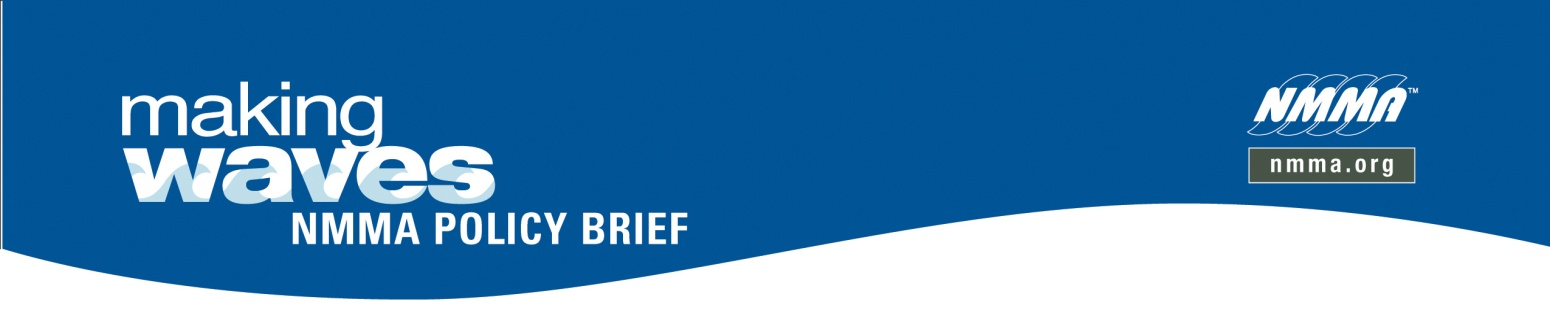 making
waves
NMMA POLICY BRIEF
NMMA™
nmma.org